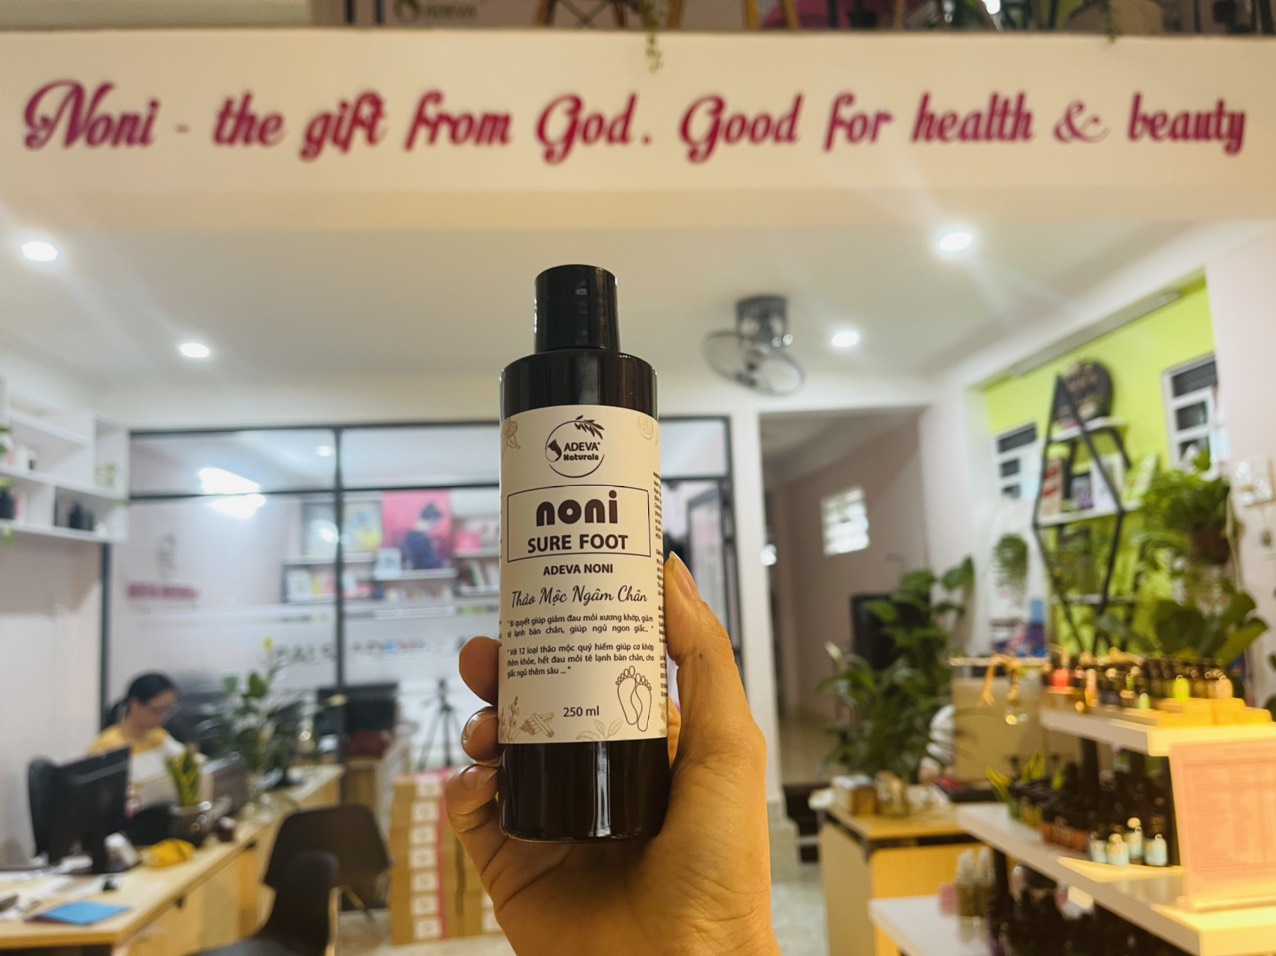 ADEVA
Noni - the gift from God. Good for health & beauty
ADEVA
Naturals
noni
SURE FOOT
ADEVA NONI
Thảo Mộc Ngâm Chân
"Bí quyết giúp giảm đau mỏi xương khớp, giảm
tê lạnh bàn chân, giúp ngủ ngon giấc..."
"Với 12 loại thảo mộc quý hiếm giúp cơ khớp
thêm khỏe, hết đau mỏi tê lạnh bàn chân, cho
giấc ngủ thêm sâu ..."
250 ml